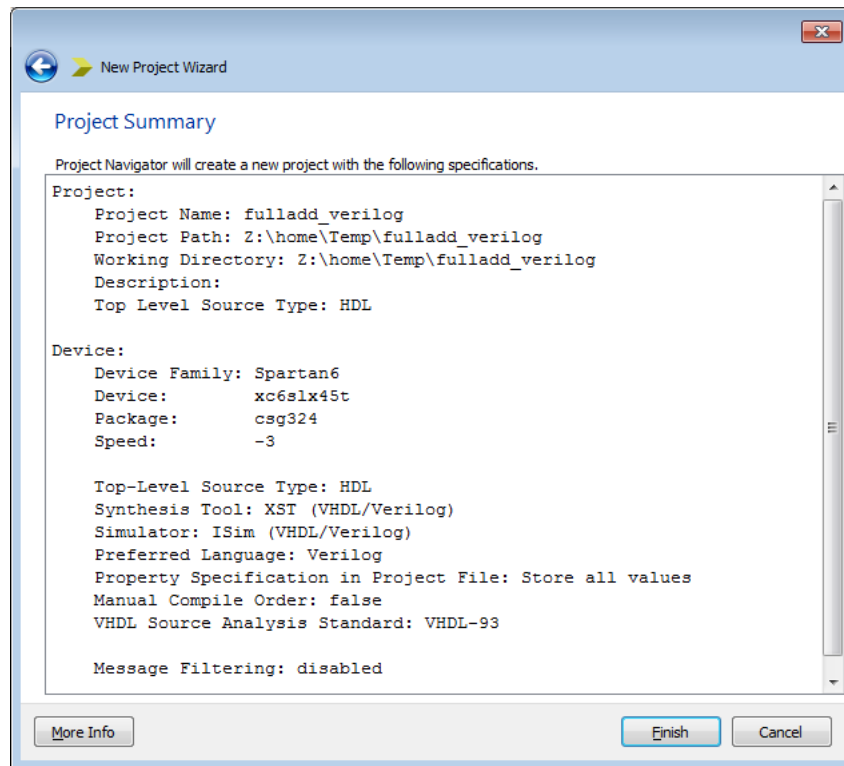 New Project Wizard
Project Summary
Project Navigator will create a new project with the following specifications.
Project:
Project Name: fulladd_verilog
Project Path: Z:\home\Temp\fulladd_verilog
Working Directory: Z:\home\Temp\fulladd_verilog
Description:
Top Level Source Type: HDL
Device:
Device Family: Spartan6
Device: xc6slx45t
Package: csg324
Speed: -3
Top-Level Source Type: HDL
Synthesis Tool: XST (VHDL/Verilog)
Simulator: ISim (VHDL/Verilog)
Preferred Language: Verilog
Property Specification in Project File: Store all values
Manual Compile Order: false
VHDL Source Analysis Standard: VHDL-93
Message Filtering: disabled
More Info Finish Cancel